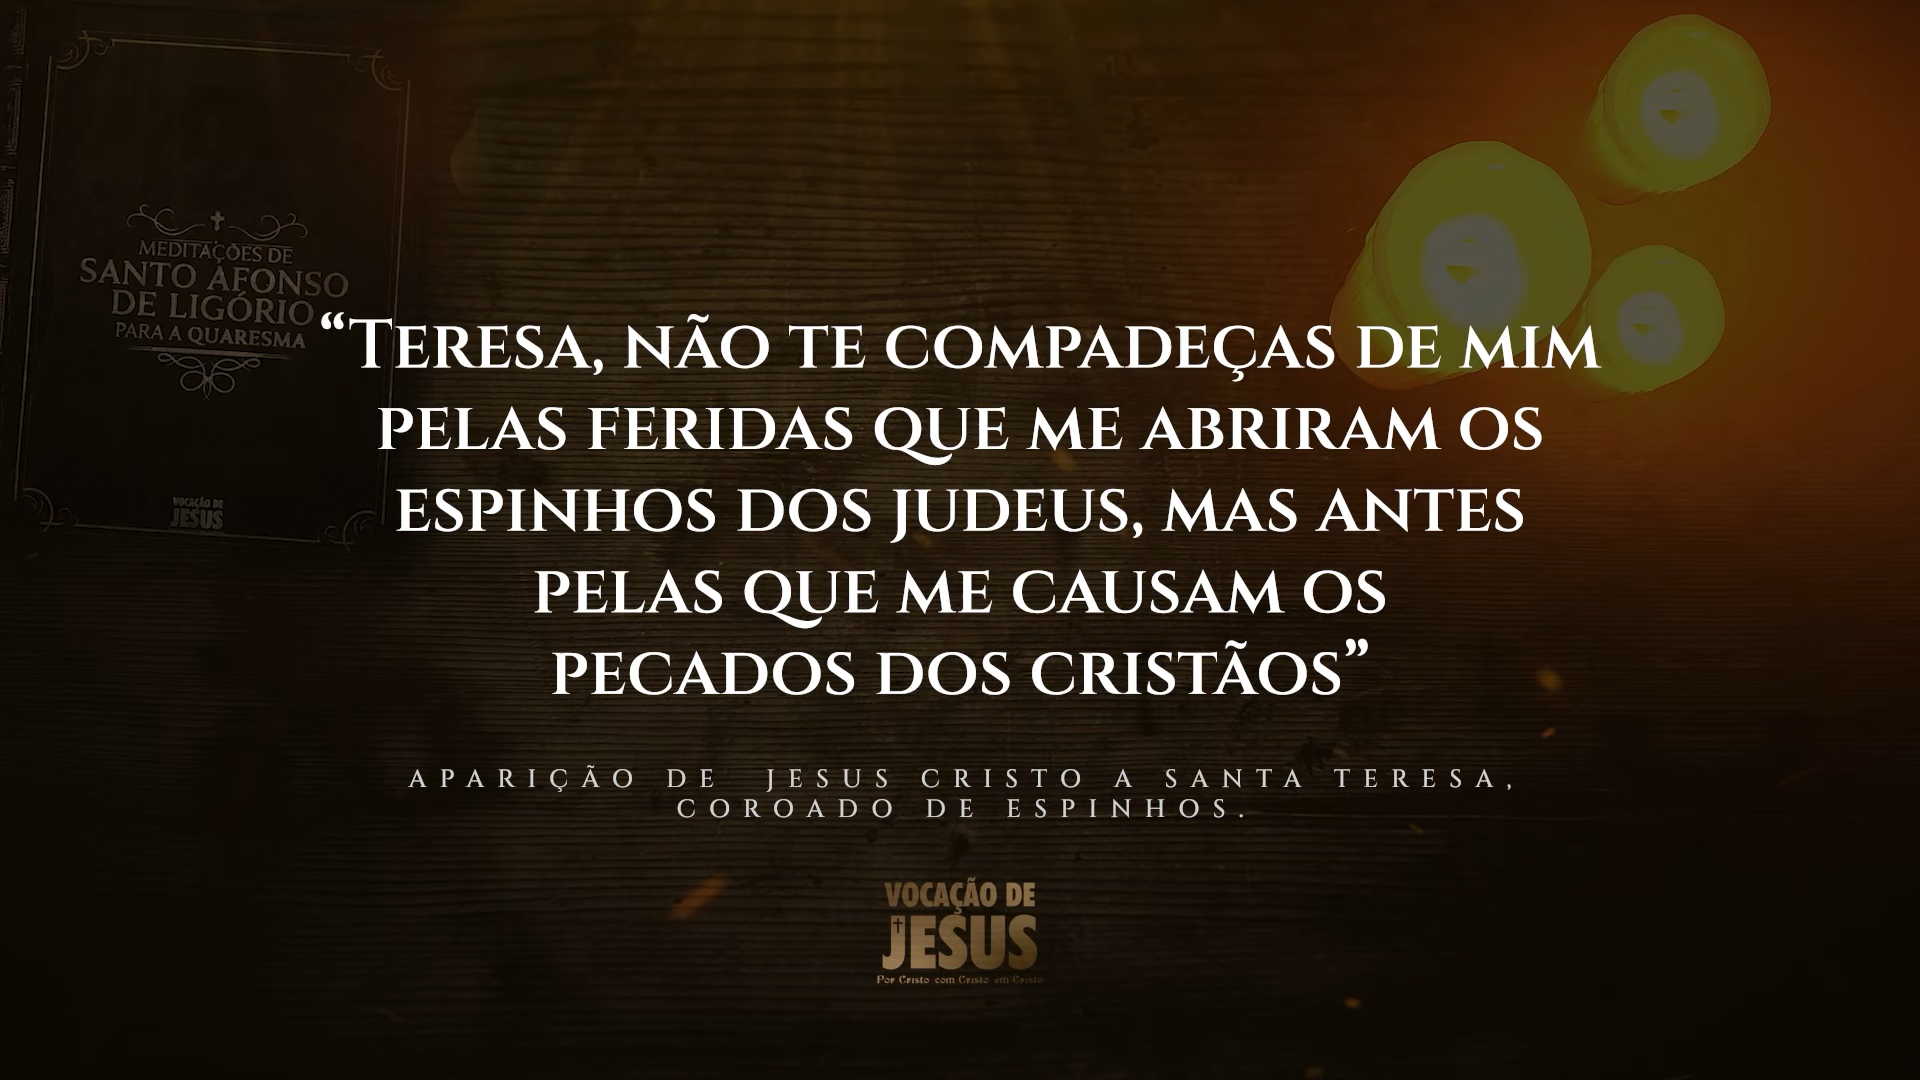 MEDITAÇÕES DE
SANTO AFONSO
DE LIGÓRIO
PARA A QUARESMA
VOCAÇÃO DE
JESUS
“TERESA, NÃO TE COMPADEÇAS DE MIM
PELAS FERIDAS QUE ME ABRIRAM OS
ESPINHOS DOS JUDEUS, MAS ANTES
PELAS QUE ME CAUSAM OS
PECADOS DOS CRISTÃOS”
APARIÇÃO DE JESUS CRISTO A SANTA TERESA,
COROADO DE ESPINHOS.
VOCAÇÃO DE
JESUS
Por Cristo com Cristo em Cristo